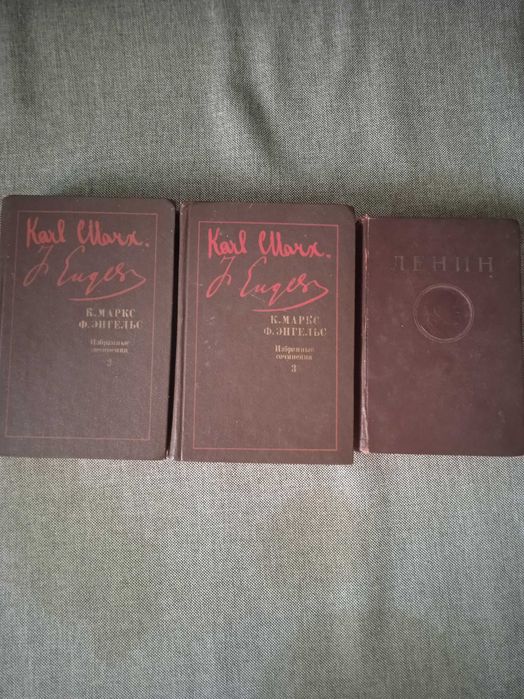 Karl Marx.
F. Engels
К. МАРКС
Ф. ЭНГЕЛЬС
Избранные
сочинения
3
Karl Marx.
F. Engels
К. МАРКС
Ф. ЭНГЕЛЬС
Избранные
сочинения
3
ЛЕНИН